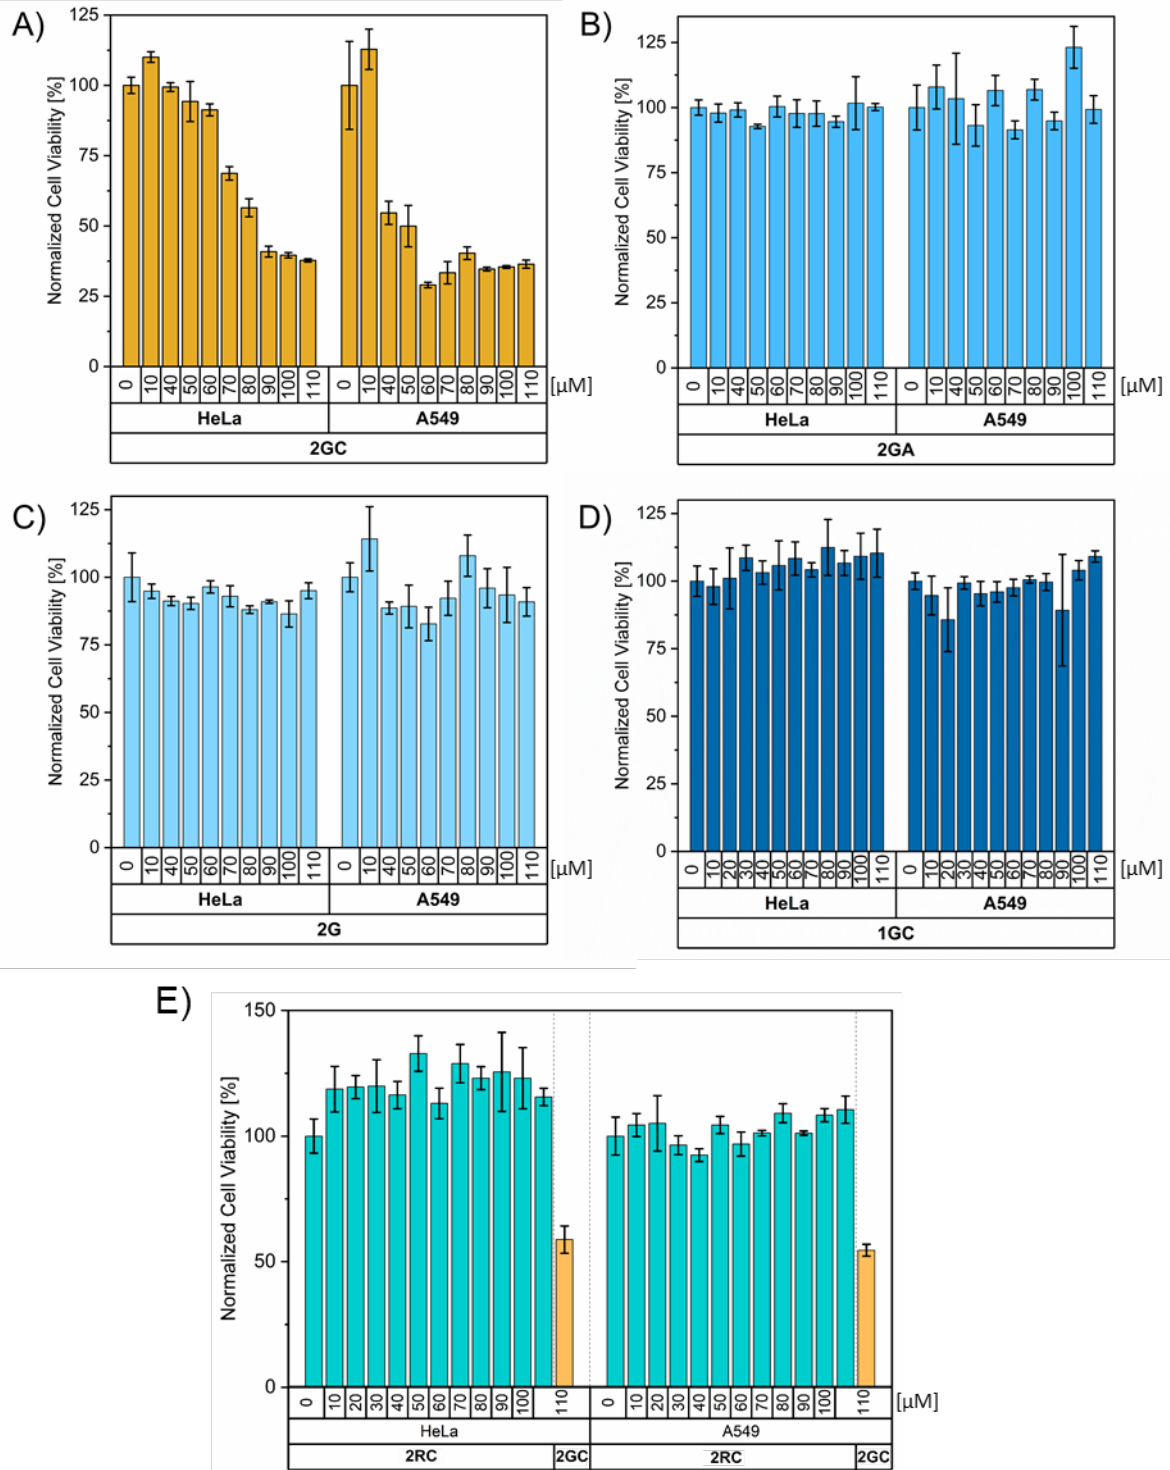 A)
Normalized Cell Viability [%]
125
100
75
50
25
0
0 10 40 50 60 70 80 90 100 110 0 10 40 50 60 70 80 90 100 110 [µM]
HeLa A549
2GC
B)
Normalized Cell Viability [%]
125
100
75
50
25
0
0 10 40 50 60 70 80 90 100 110 0 10 40 50 60 70 80 90 100 110 [µM]
HeLa A549
2GA
C)
Normalized Cell Viability [%]
125
100
75
50
25
0
0 10 40 50 60 70 80 90 100 110 0 10 40 50 60 70 80 90 100 110 [µM]
HeLa A549
2G
D)
Normalized Cell Viability [%]
125
100
75
50
25
0
0 10 20 30 40 50 60 70 80 90 100 110 0 10 20 30 40 50 60 70 80 90 100 110 [µM]
HeLa A549
1GC
E)
Normalized Cell Viability [%]
150
100
50
0
0 10 20 30 40 50 60 70 80 90 100 110 0 10 20 30 40 50 60 70 80 90 100 110 [µM]
HeLa A549
2RC 2GC 2RC 2GC